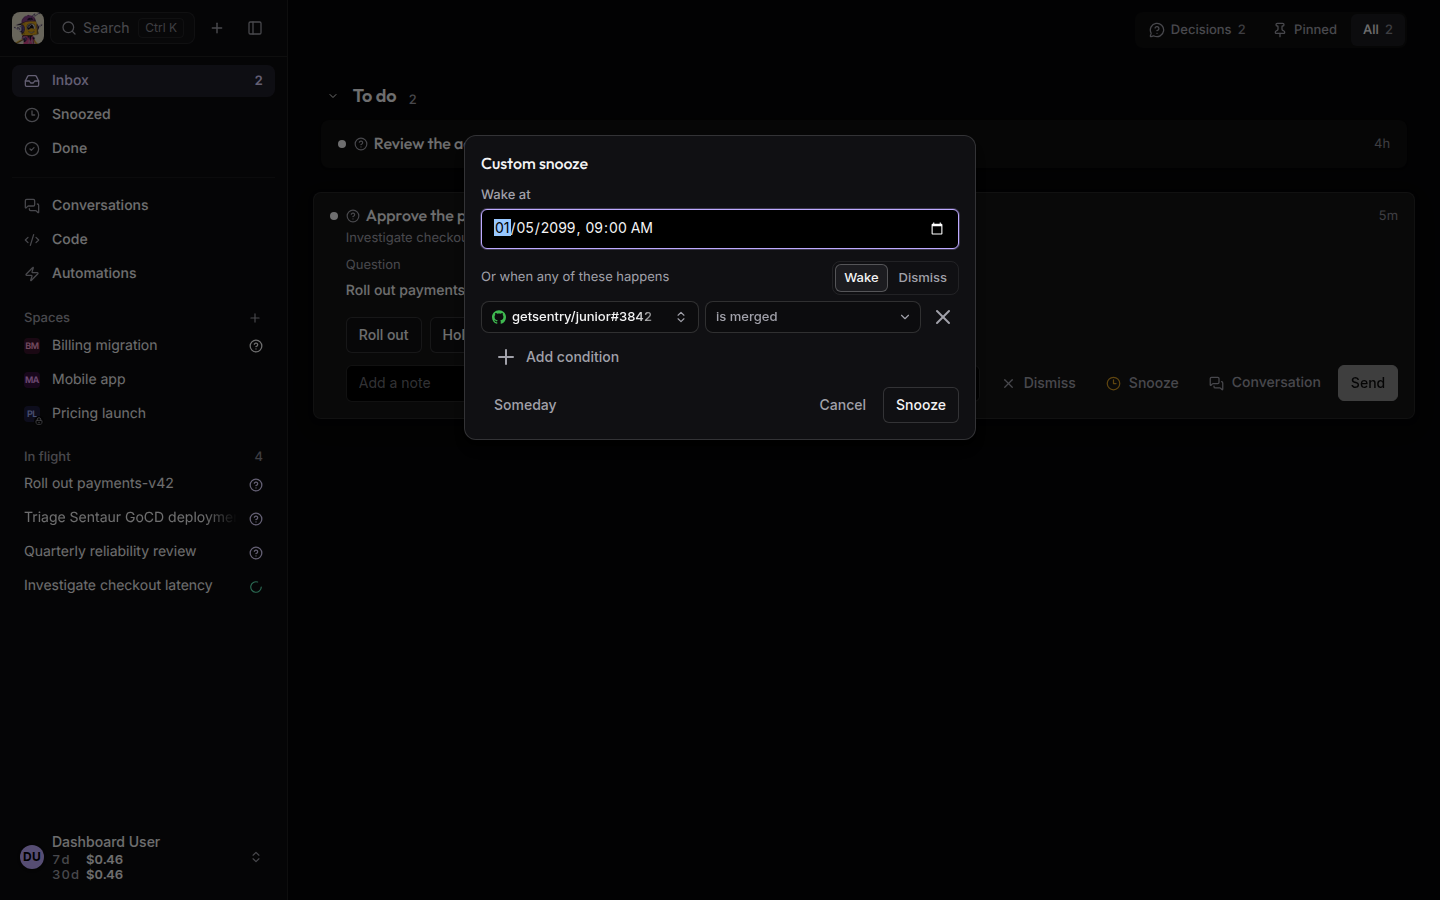 Search Ctrl K
Decisions 2
Pinned
All 2
Inbox 2
Snoozed
Done
Conversations
Code
Automations
Spaces
BM Billing migration
MA Mobile app
PL Pricing launch
In flight 4
Roll out payments-v42
Triage Sentaur GoCD deployme
Quarterly reliability review
Investigate checkout latency
DU Dashboard User
7d $0.46
30d $0.46
To do 2
Review the a 4h
Approve the p 5m
Investigate checkou
Question
Roll out payments
Roll out
Hol
Add a note
Dismiss
Snooze
Conversation
Send
Custom snooze
Wake at
01/05/2099, 09:00 AM
Or when any of these happens
Wake
Dismiss
getsentry/junior#3842
is merged
Add condition
Someday
Cancel
Snooze